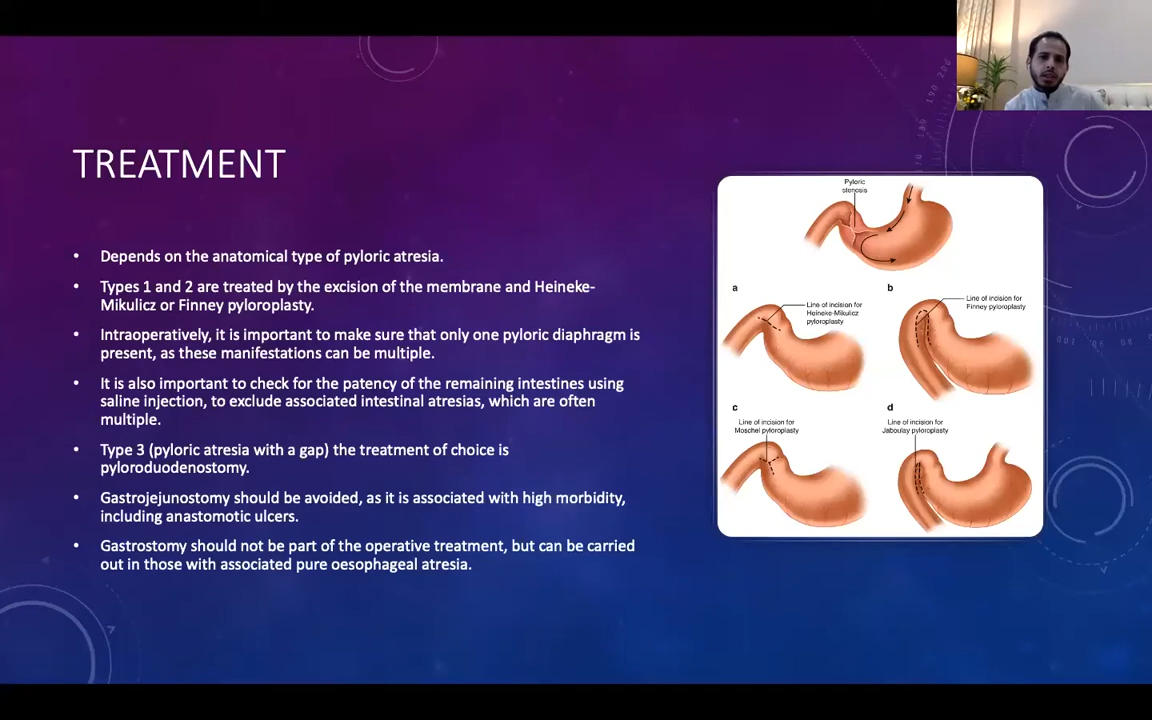 TREATMENT
• Depends on the anatomical type of pyloric atresia.
• Types 1 and 2 are treated by the excision of the membrane and Heineke-
Mikulicz or Finney pyloroplasty.
• Intraoperatively, it is important to make sure that only one pyloric diaphragm is
present, as these manifestations can be multiple.
• It is also important to check for the patency of the remaining intestines using
saline injection, to exclude associated intestinal atresias, which are often
multiple.
• Type 3 (pyloric atresia with a gap) the treatment of choice is
pyloroduodenostomy.
• Gastrojejunostomy should be avoided, as it is associated with high morbidity,
including anastomotic ulcers.
• Gastrostomy should not be part of the operative treatment, but can be carried
out in those with associated pure oesophageal atresia.
Pyloric
stenosis
a
Line of incision for
Heineke-Mikulicz
pyloroplasty
b
Line of incision for
Finney pyloroplasty
c
Line of incision for
Moschel pyloroplasty
d
Line of incision for
Jaboulay pyloroplasty
190 200